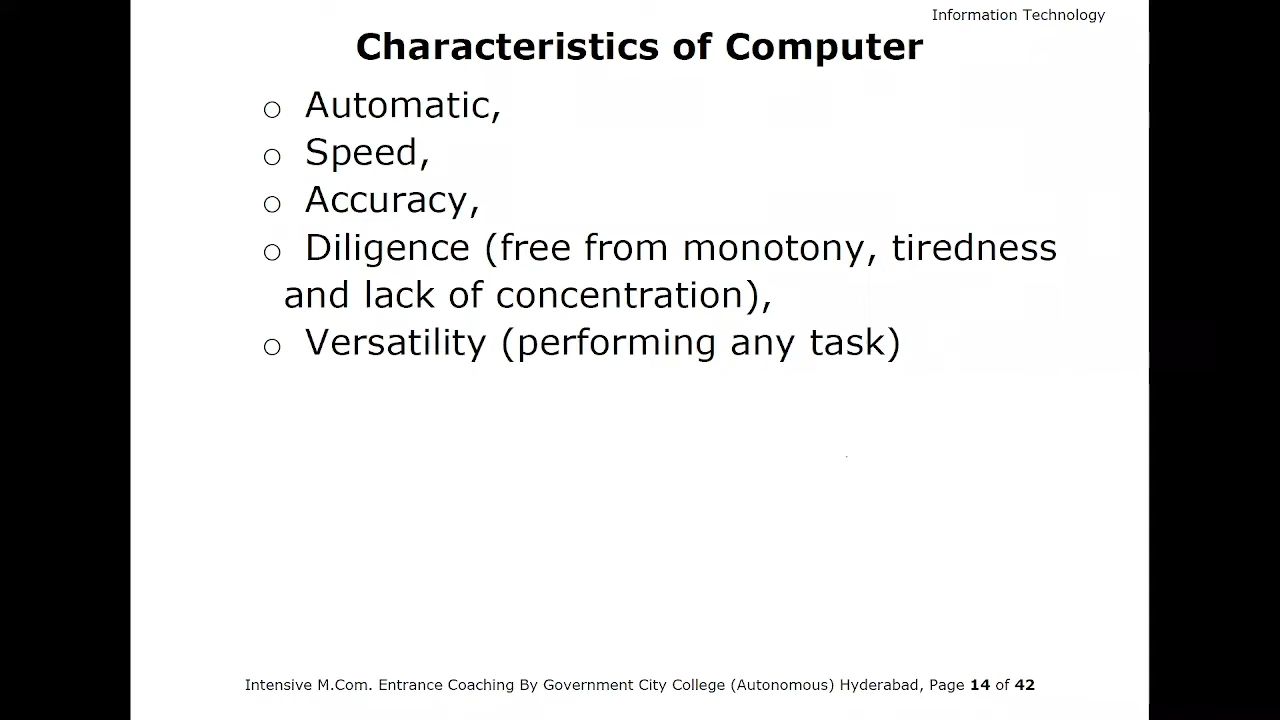 Information Technology
Characteristics of Computer
○ Automatic,
○ Speed,
○ Accuracy,
○ Diligence (free from monotony, tiredness
and lack of concentration),
○ Versatility (performing any task)
Intensive M.Com. Entrance Coaching By Government City College (Autonomous) Hyderabad, Page 14 of 42